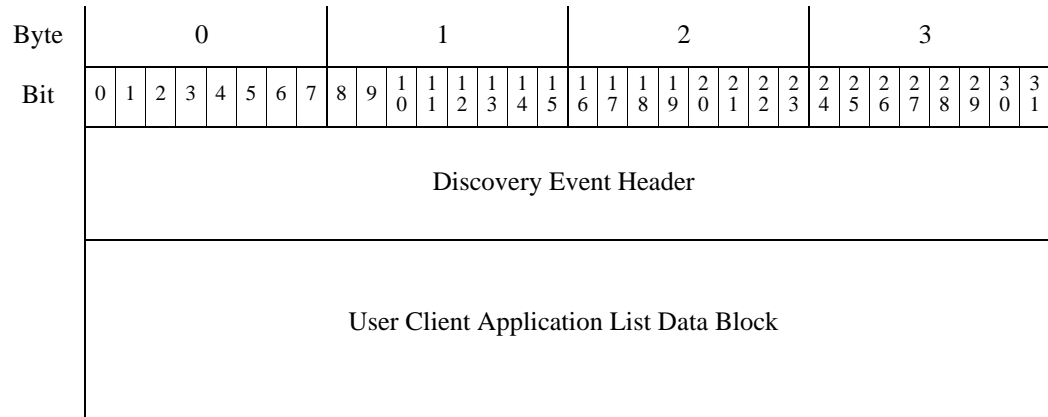 Byte 0 1 2 3
Bit 0 1 2 3 4 5 6 7 8 9 10 11 12 13 14 15 16 17 18 19 20 21 22 23 24 25 26 27 28 29 30 31
Discovery Event Header
User Client Application List Data Block